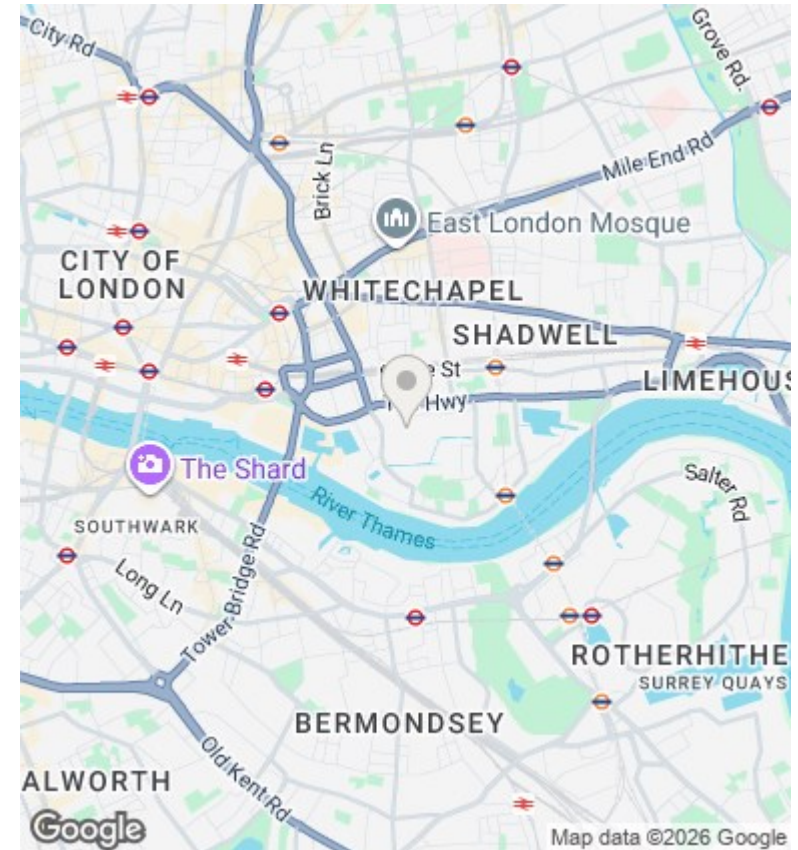 City Rd
Grove Rd.
Brick Ln
Mile End Rd
East London Mosque
CITY OF
LONDON
WHITECHAPEL
SHADWELL
St
Hwy
LIMEHOUS
The Shard
River Thames
Salter Rd
SOUTHWARK
Long Ln
Tower Bridge Rd
ROTHERHITHE
SURREY QUAYS
BERMONDSEY
Old Kent Rd
ALWORTH
Google
Map data ©2026 Google